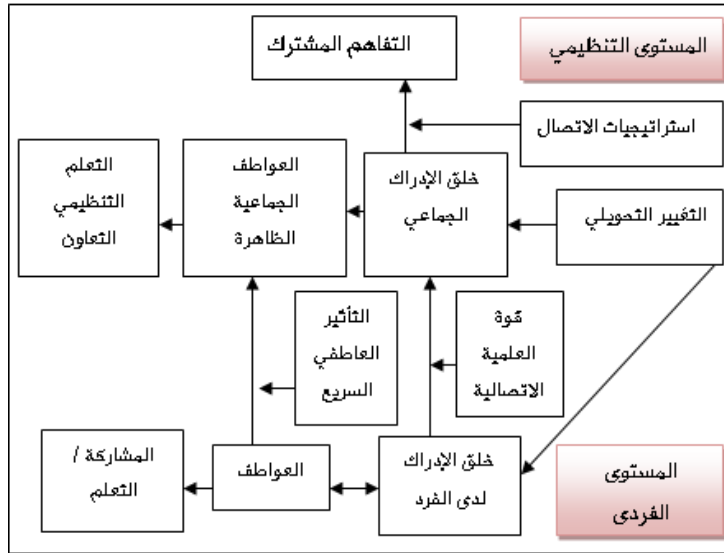 المستوى التنظيمي
التفاهم المشترك
استراتيجيات الاتصال
التغيير التحويلي
خلق الإدراك
الجماعي
العواطف
الجماعية
الظاهرة
التعلم
التنظيمي
التعاون
قوة
العلمية
الاتصالية
التأثير
العاطفي
السريع
المستوى
الفردى
خلق الإدراك
لدى الفرد
العواطف
المشاركة /
التعلم